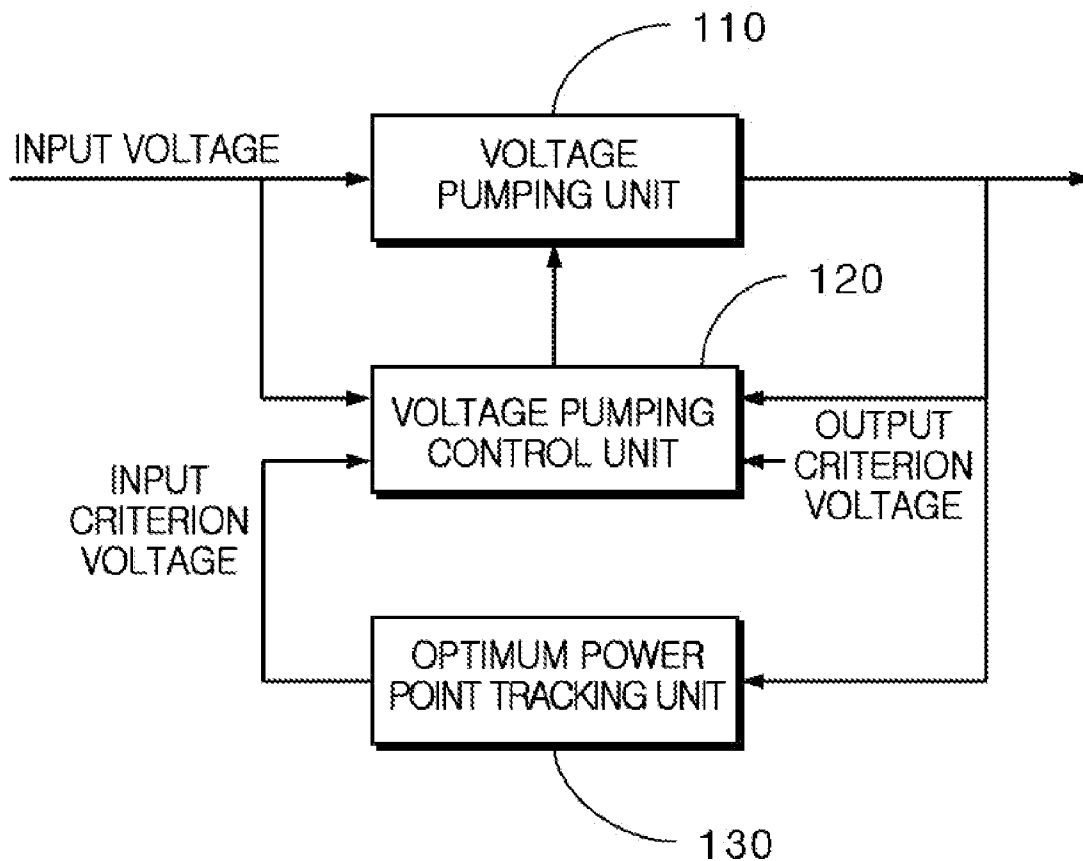 110
INPUT VOLTAGE
VOLTAGE
PUMPING UNIT
120
VOLTAGE PUMPING
CONTROL UNIT
OUTPUT
CRITERION
VOLTAGE
INPUT
CRITERION
VOLTAGE
OPTIMUM POWER
POINT TRACKING UNIT
130